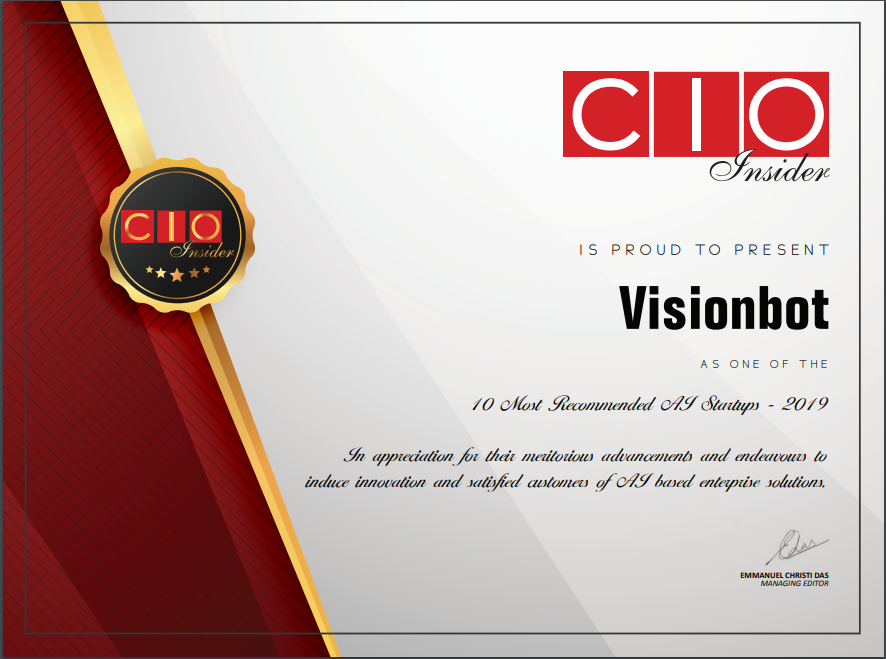 CIO
Insider
CIO
Insider
IS PROUD TO PRESENT
Visionbot
AS ONE OF THE
10 Most Recommended AI Startups - 2019
In appreciation for their meritorious advancements and endeavours to
induce innovation and satisfied customers of AI based enterprise solutions.
Edas
EMMANUEL CHRISTI DAS
MANAGING EDITOR